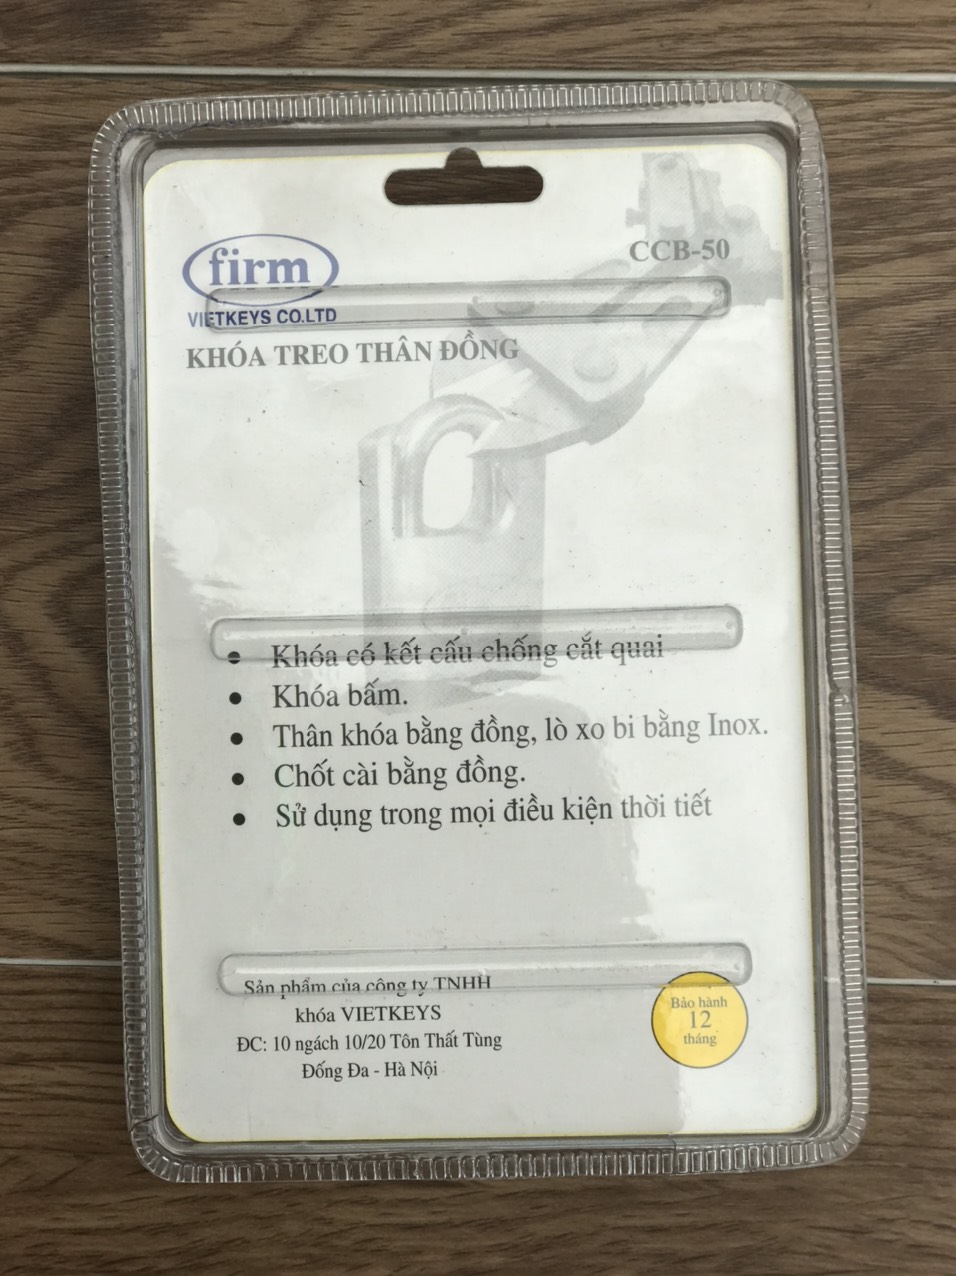 firm
CCB-50
VIETKEYS CO.LTD
KHÓA TREO THÂN ĐỒNG
• Khóa có kết cấu chống cắt quai
• Khóa bấm.
• Thân khóa bằng đồng, lò xo bi bằng Inox.
• Chốt cài bằng đồng.
• Sử dụng trong mọi điều kiện thời tiết
Sản phẩm của công ty TNHH
khóa VIETKEYS
ĐC: 10 ngách 10/20 Tôn Thất Tùng
Đống Đa - Hà Nội
Bảo hành
12
tháng